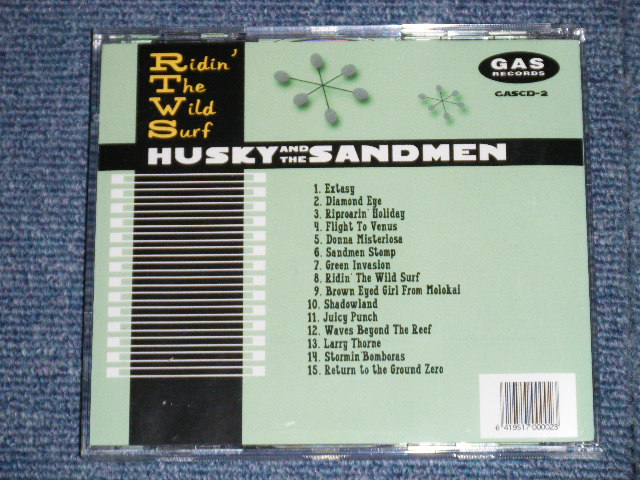 Ridin'
The
Wild
Surf
GAS
RECORDS
GASCD-2
HUSKY AND THE SANDMEN
1. Extasy
2. Diamond Eye
3. Riproarin' Holiday
4. Flight To Venus
5. Donna Misteriosa
6. Sandmen Stomp
7. Green Invasion
8. Ridin' The Wild Surf
9. Brown Eyed Girl From Molokai
10. Shadowland
11. Juicy Punch
12. Waves Beyond The Reef
13. Larry Thorne
14. Stormin'Bomboras
15. Return to the Ground Zero
6 419517 000028